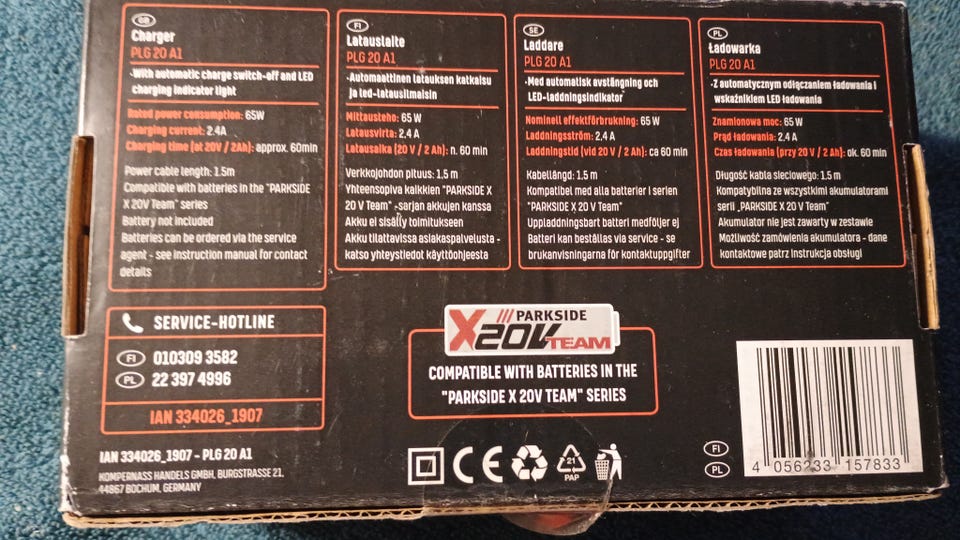 GB
Charger
PLG 20 A1
·With automatic charge switch-off and LED
charging indicator light
Rated power consumption: 65W
Charging current: 2.4A
Charging time (at 20V / 2Ah): approx. 60min
Power cable length: 1.5m
Compatible with batteries in the "PARKSIDE
X 20V Team" series
Battery not included
Batteries can be ordered via the service
agent - see instruction manual for contact
details
FI
Latauslaite
PLG 20 A1
·Automaattinen latauksen katkaisu
ja led-latausilmaisin
Mittausteho: 65 W
Latausvirta: 2,4 A
Latausaika (20 V / 2 Ah): n. 60 min
Verkkojohdon pituus: 1,5 m
Yhteensopiva kaikkien "PARKSIDE X
20 V Team" -sarjan akkujen kanssa
Akku ei sisälly toimitukseen
Akku tilattavissa asiakaspalvelusta -
katso yhteystiedot käyttöohjeesta
SE
Laddare
PLG 20 A1
·Med automatisk avstängning och
LED-laddningsindikator
Nominell effektförbrukning: 65 W
Laddningsström: 2,4 A
Laddningstid (vid 20 V / 2 Ah): ca 60 min
Kabellängd: 1,5 m
Kompatibel med alla batterier i serien
"PARKSIDE X 20 V Team"
Uppladdningsbart batteri medföljer ej
Batteri kan beställas via service - se
brukanvisningarna för kontaktuppgifter
PL
Ładowarka
PLG 20 A1
·Z automatycznym odłączaniem ładowania i
wskaźnikiem LED ładowania
Znamionowa moc: 65 W
Prąd ładowania: 2,4 A
Czas ładowania (przy 20 V / 2 Ah): ok. 60 min
Długość kabla sieciowego: 1,5 m
Kompatybilna ze wszystkimi akumulatorami
serii „PARKSIDE X 20 V Team"
Akumulator nie jest zawarty w zestawie
Możliwość zamówienia akumulatora - dane
kontaktowe patrz instrukcja obsługi
SERVICE-HOTLINE
FI 010309 3582
PL 22 397 4996
IAN 334026_1907
IAN 334026_1907 - PLG 20 A1
KOMPERNASS HANDELS GMBH, BURGSTRASSE 21,
44867 BOCHUM, GERMANY
/// PARKSIDE
X20V TEAM
COMPATIBLE WITH BATTERIES IN THE
"PARKSIDE X 20V TEAM" SERIES
CE
21
PAP
FI
PL
4 056233 157833